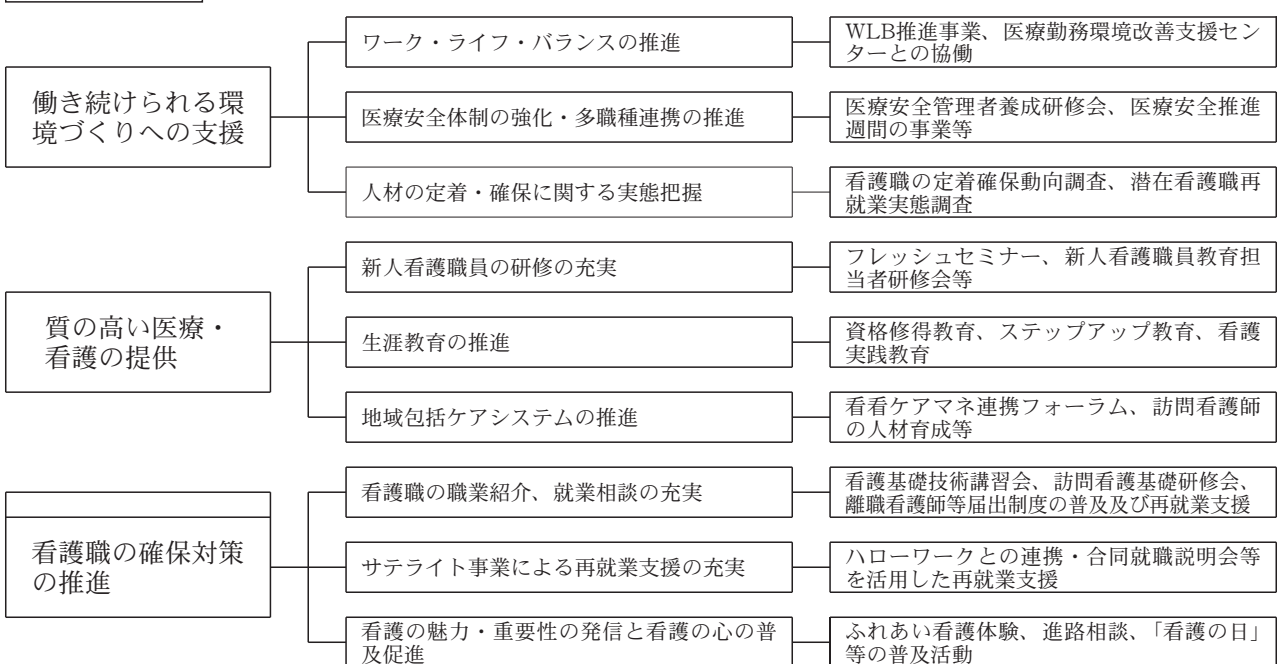 働き続けられる環
境づくりへの支援
ワーク・ライフ・バランスの推進
WLB推進事業、医療勤務環境改善支援セン
ターとの協働
医療安全体制の強化・多職種連携の推進
医療安全管理者養成研修会、医療安全推進
週間の事業等
人材の定着・確保に関する実態把握
看護職の定着確保動向調査、潜在看護職再
就業実態調査
質の高い医療・
看護の提供
新人看護職員の研修の充実
フレッシュセミナー、新人看護職員教育担
当者研修会等
生涯教育の推進
資格修得教育、ステップアップ教育、看護
実践教育
地域包括ケアシステムの推進
看看ケアマネ連携フォーラム、訪問看護師
の人材育成等
看護職の確保対策
の推進
看護職の職業紹介、就業相談の充実
看護基礎技術講習会、訪問看護基礎研修会、
離職看護師等届出制度の普及及び再就業支援
サテライト事業による再就業支援の充実
ハローワークとの連携・合同就職説明会等
を活用した再就業支援
看護の魅力・重要性の発信と看護の心の普
及促進
ふれあい看護体験、進路相談、「看護の日」
等の普及活動